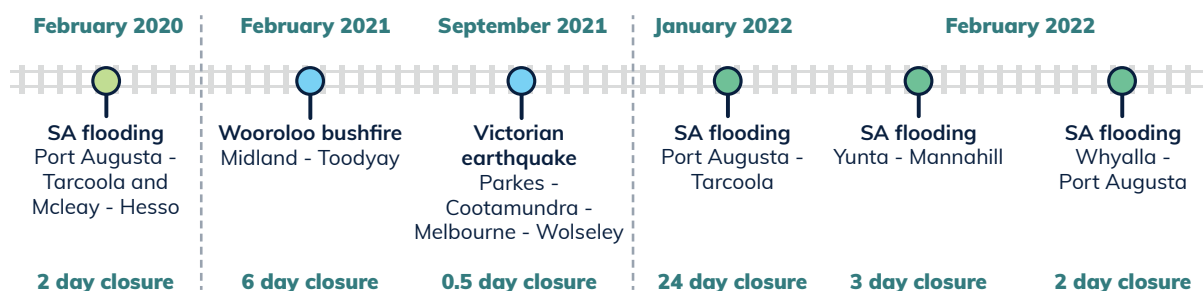 February 2020
February 2021
September 2021
January 2022
February 2022
SA flooding
Port Augusta -
Tarcoola and
Mcleay - Hesso
Wooroloo bushfire
Midland - Toodyay
Victorian
earthquake
Parkes -
Cootamundra -
Melbourne - Wolseley
SA flooding
Port Augusta -
Tarcoola
SA flooding
Yunta - Mannahill
SA flooding
Whyalla -
Port Augusta
2 day closure
6 day closure
0.5 day closure
24 day closure
3 day closure
2 day closure